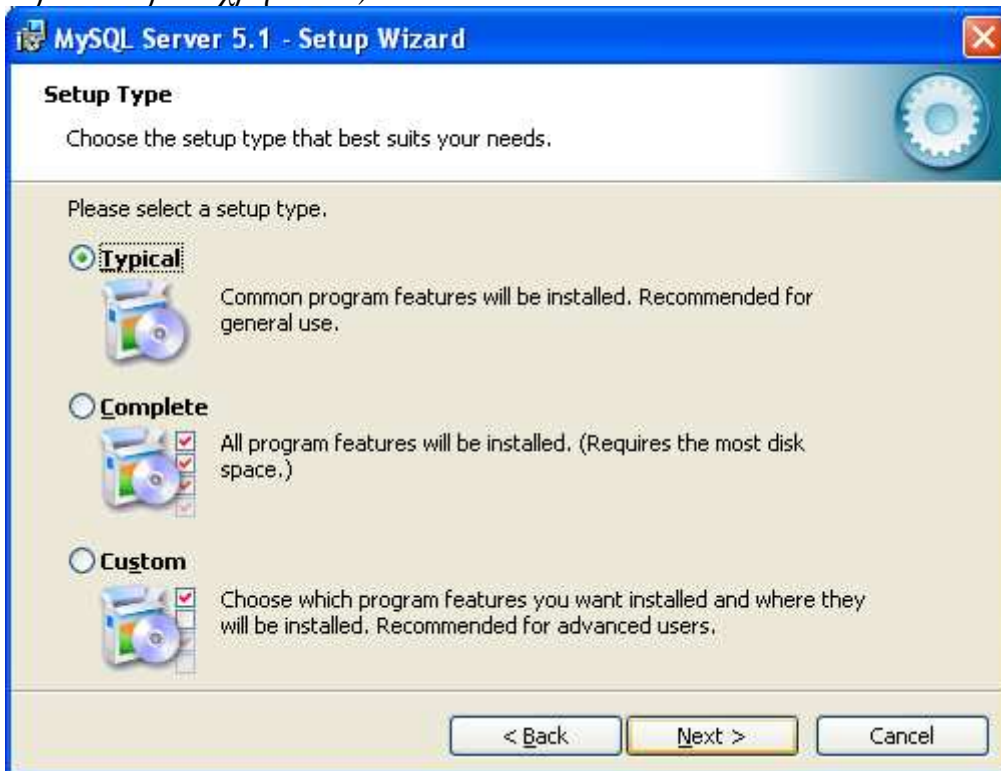 MySQL Server 5.1 - Setup Wizard
Setup Type
Choose the setup type that best suits your needs.
Please select a setup type.
Typical
Common program features will be installed. Recommended for
general use.
Complete
All program features will be installed. (Requires the most disk
space.)
Custom
Choose which program features you want installed and where they
will be installed. Recommended for advanced users.
< Back
Next >
Cancel